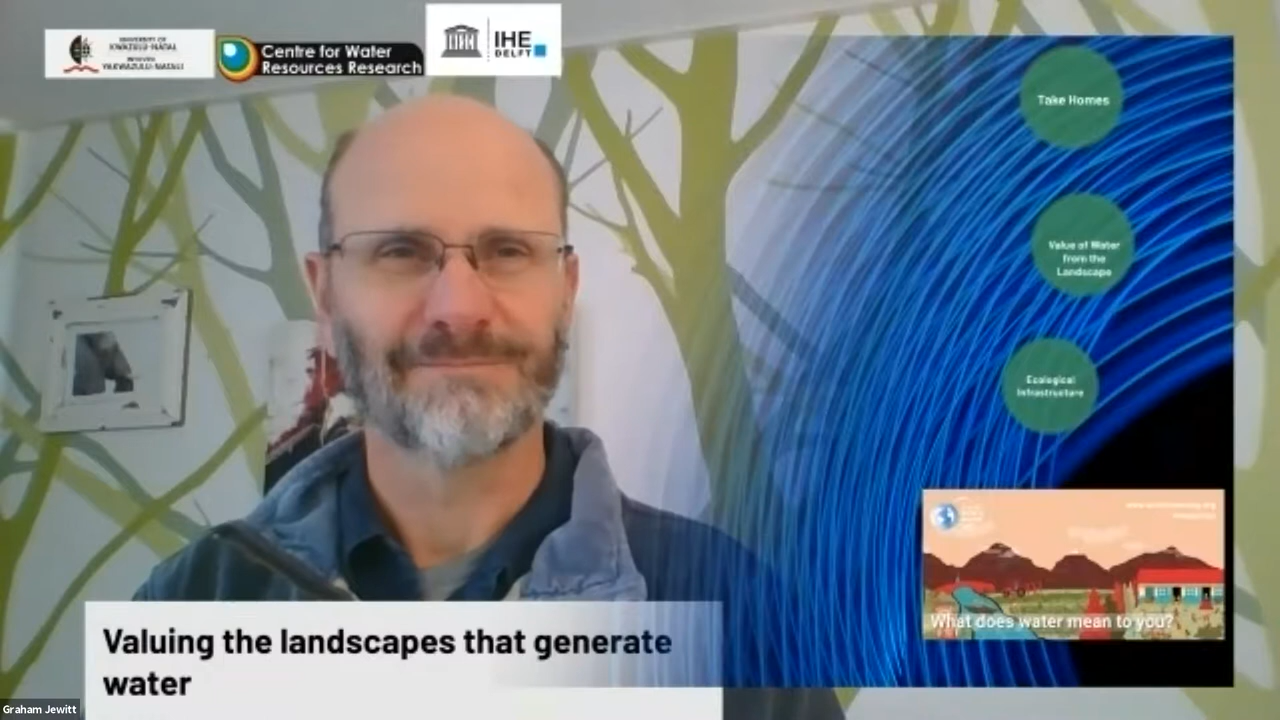 UNIVERSITY OF
KWAZULU-NATAL
INYUVESI
YAKWAZULU-NATALI
Centre for Water
Resources Research
IHE
DELFT
Take Homes
Value of Water
from the
Landscape
Ecological
Infrastructure
What does water mean to you?
Valuing the landscapes that generate
water
Graham Jewitt